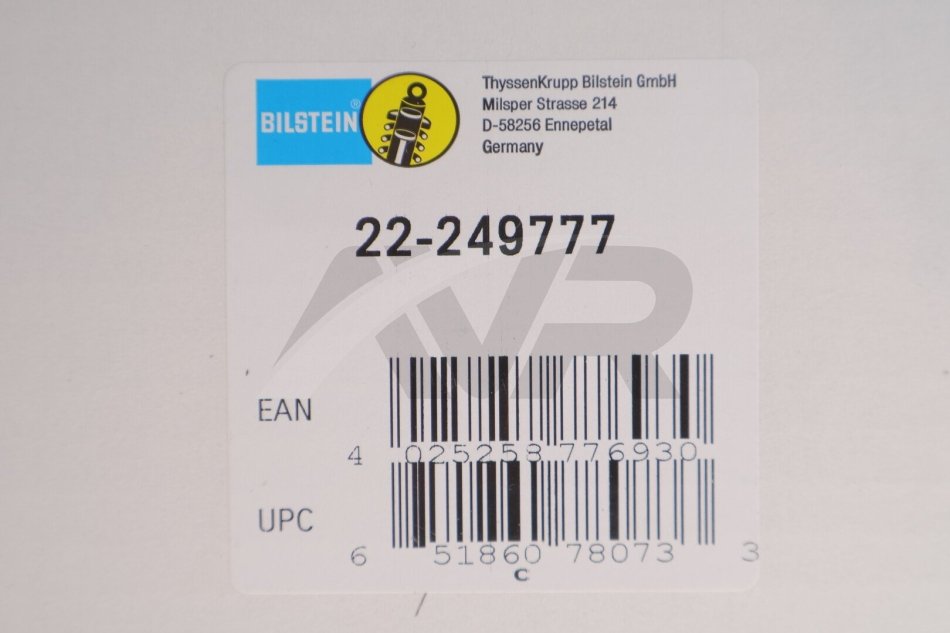 BILSTEIN®
ThyssenKrupp Bilstein GmbH
Milsper Strasse 214
D-58256 Ennepetal
Germany
22-249777
AVR
EAN
4 025258 776930
UPC
6 51860 78073 3
C